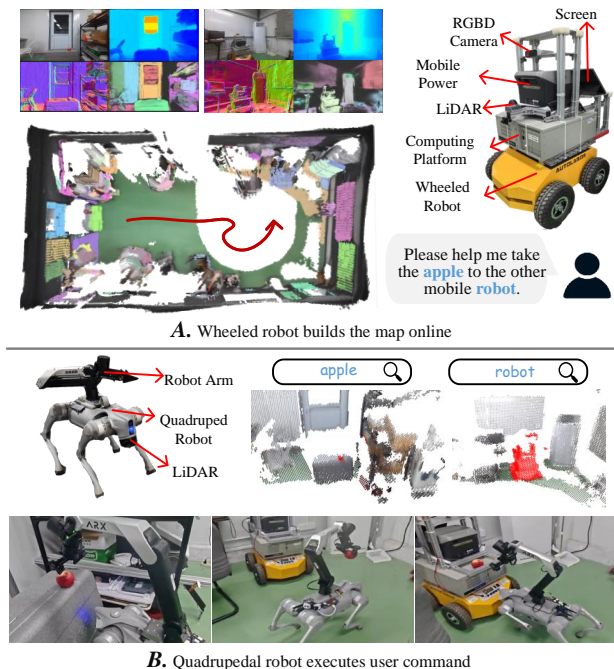 RGBD
Camera
Screen
Mobile
Power
LiDAR
Computing
Platform
Wheeled
Robot
AUTOLABOR
Please help me take
the apple to the other
mobile robot.
A. Wheeled robot builds the map online
Robot Arm
Quadruped
Robot
LiDAR
apple
robot
ARX
B. Quadrupedal robot executes user command